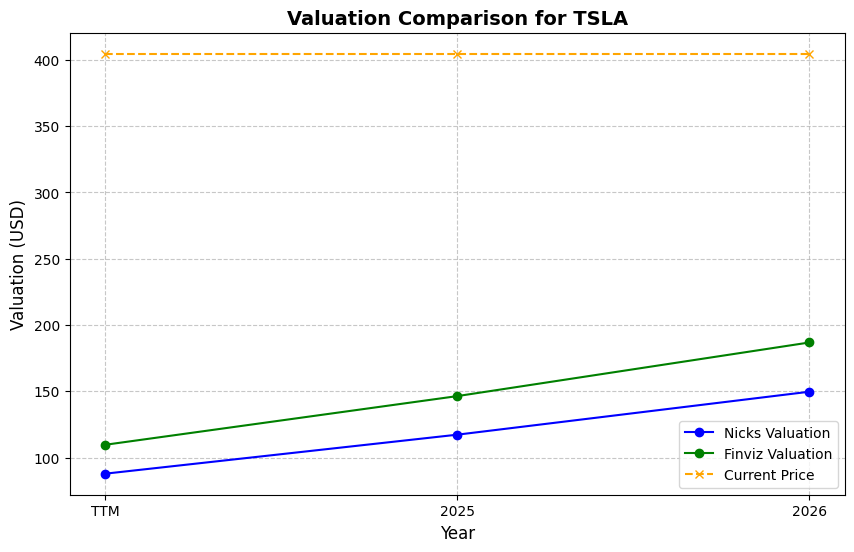 Valuation Comparison for TSLA
Valuation (USD)
400
350
300
250
200
150
100
TTM
2025
2026
Year
Nicks Valuation
Finviz Valuation
Current Price